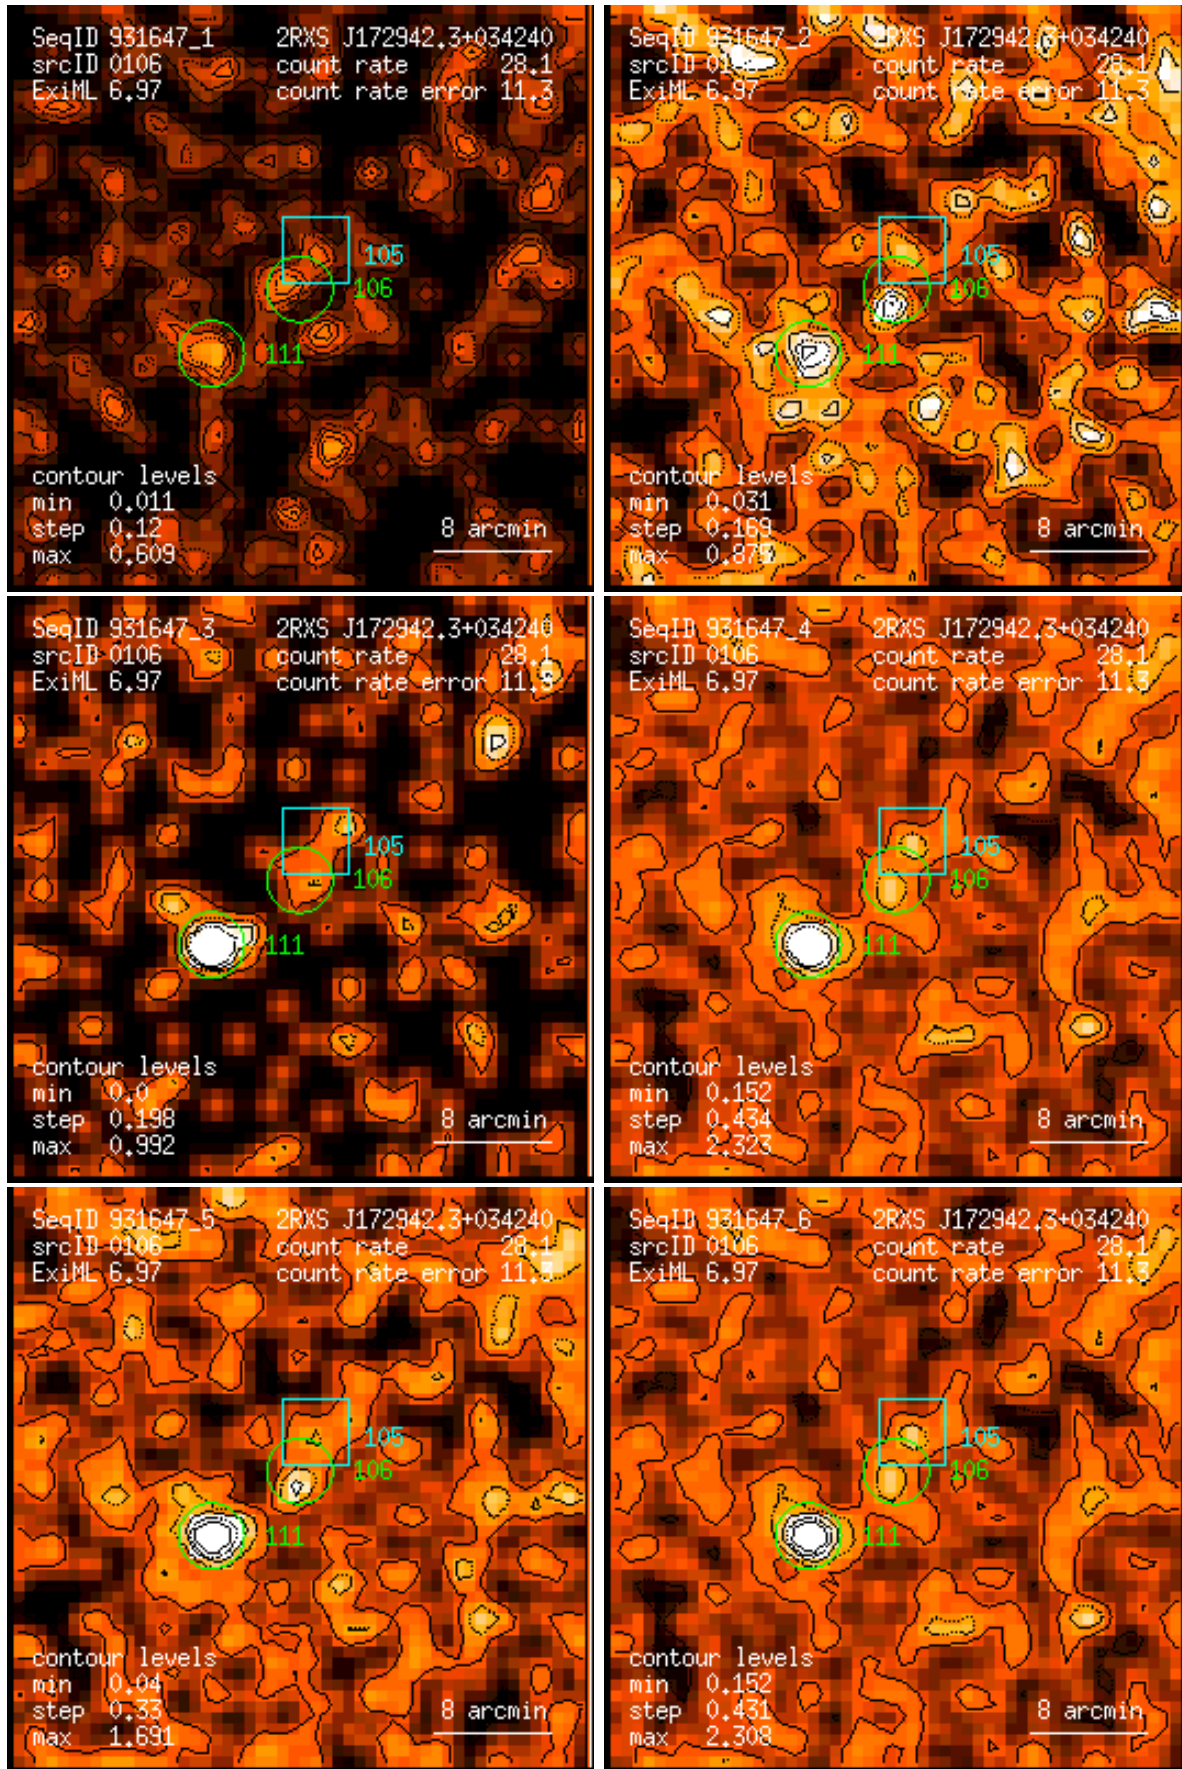 SeqID 931647_1 2RXS J172942.3+034240
srcID 0106 count rate 28.1
ExiML 6.97 count rate error 11.3
105
106
111
contour levels
min 0.011
step 0.12 8 arcmin
max 0.609
SeqID 931647_2 2RXS J172942.3+034240
srcID count rate 28.1
ExiML 6.97 count rate error 11.3
105
106
111
contour levels
min 0.031
step 0.169 8 arcmin
max 0.875
SeqID 931647_3 2RXS J172942.3+034240
srcID 0106 count rate 28.1
ExiML 6.97 count rate error 11.3
105
106
111
contour levels
min 0.0
step 0.198 8 arcmin
max 0.992
SeqID 931647_4 2RXS J172942.3+034240
srcID 0106 count rate 28.1
ExiML 6.97 count rate error 11.3
105
106
111
contour levels
min 0.152
step 0.434 8 arcmin
max 2.323
SeqID 931647_5 2RXS J172942.3+034240
srcID 0106 count rate 28.1
ExiML 6.97 count rate error 11.3
105
106
111
contour levels
min 0.04
step 0.33 8 arcmin
max 1.691
SeqID 931647_6 2RXS J172942.3+034240
srcID 0106 count rate 28.1
ExiML 6.97 count rate error 11.3
105
106
111
contour levels
min 0.152
step 0.431 8 arcmin
max 2.308